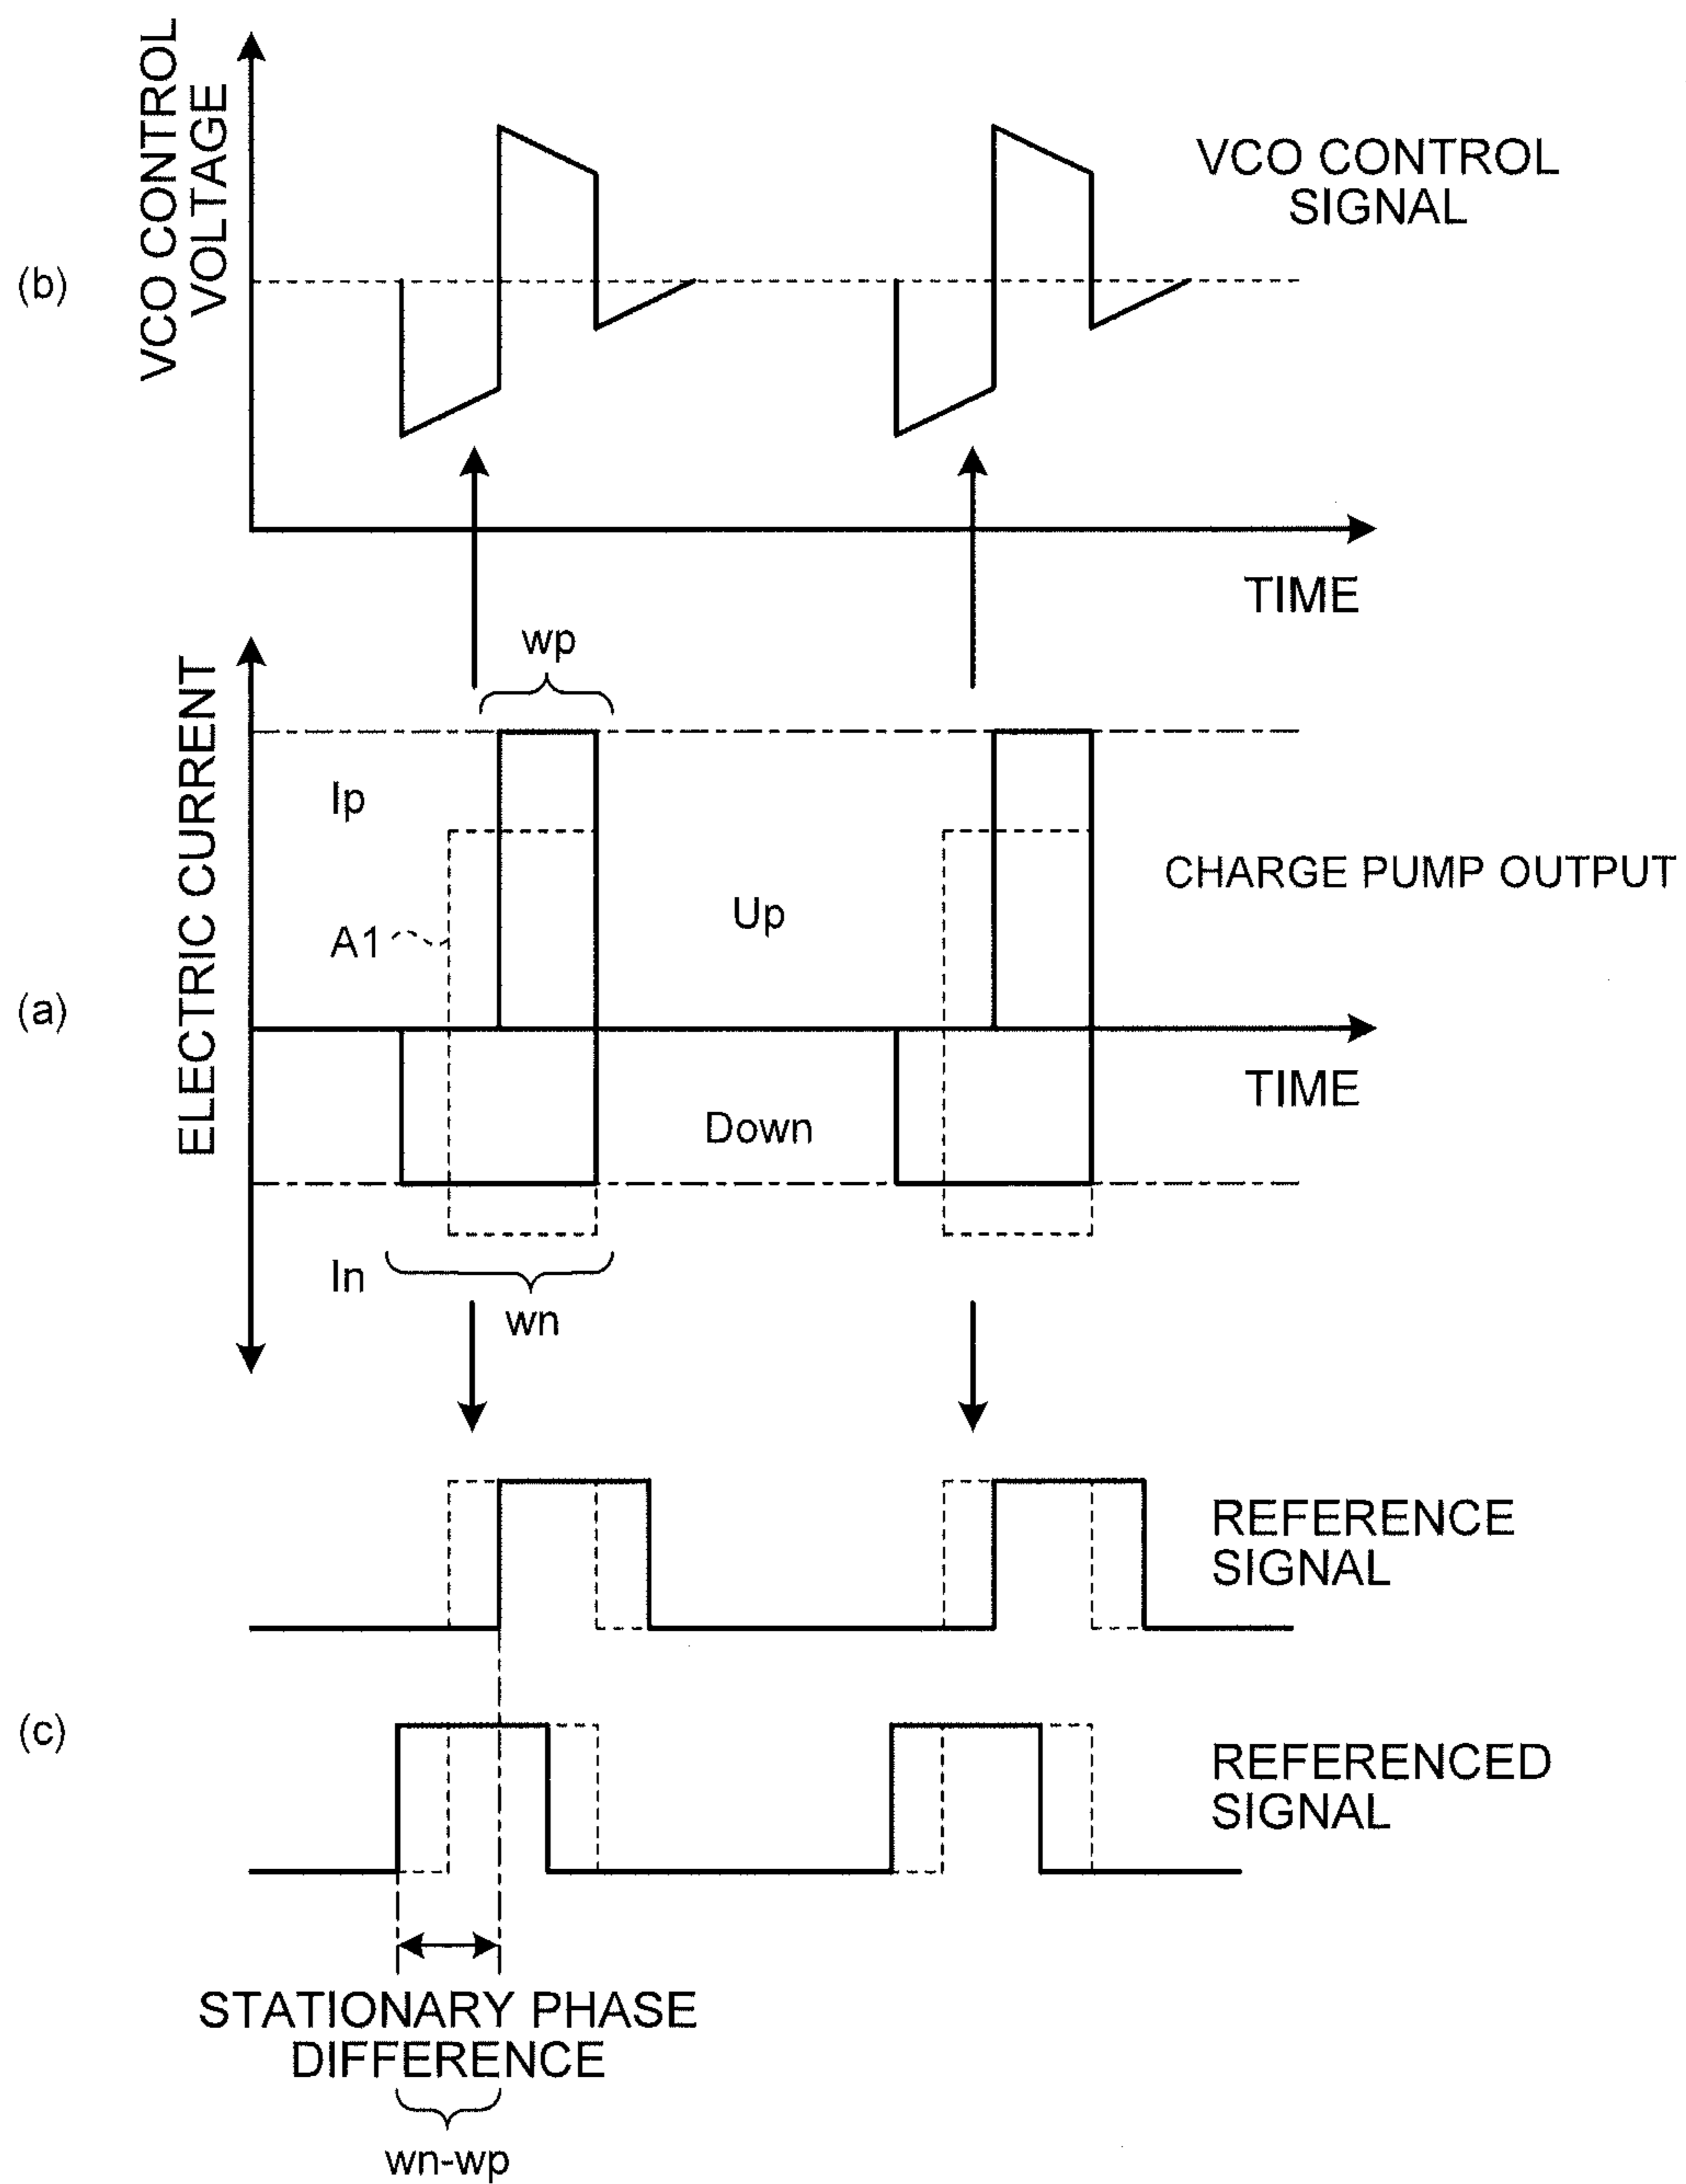 VCO CONTROL
VOLTAGE
VCO CONTROL
SIGNAL
(b)
TIME
wp
ELECTRIC CURRENT
Ip
CHARGE PUMP OUTPUT
Up
A1
(a)
TIME
Down
In
wn
REFERENCE
SIGNAL
(c)
REFERENCED
SIGNAL
STATIONARY PHASE
DIFFERENCE
wn-wp